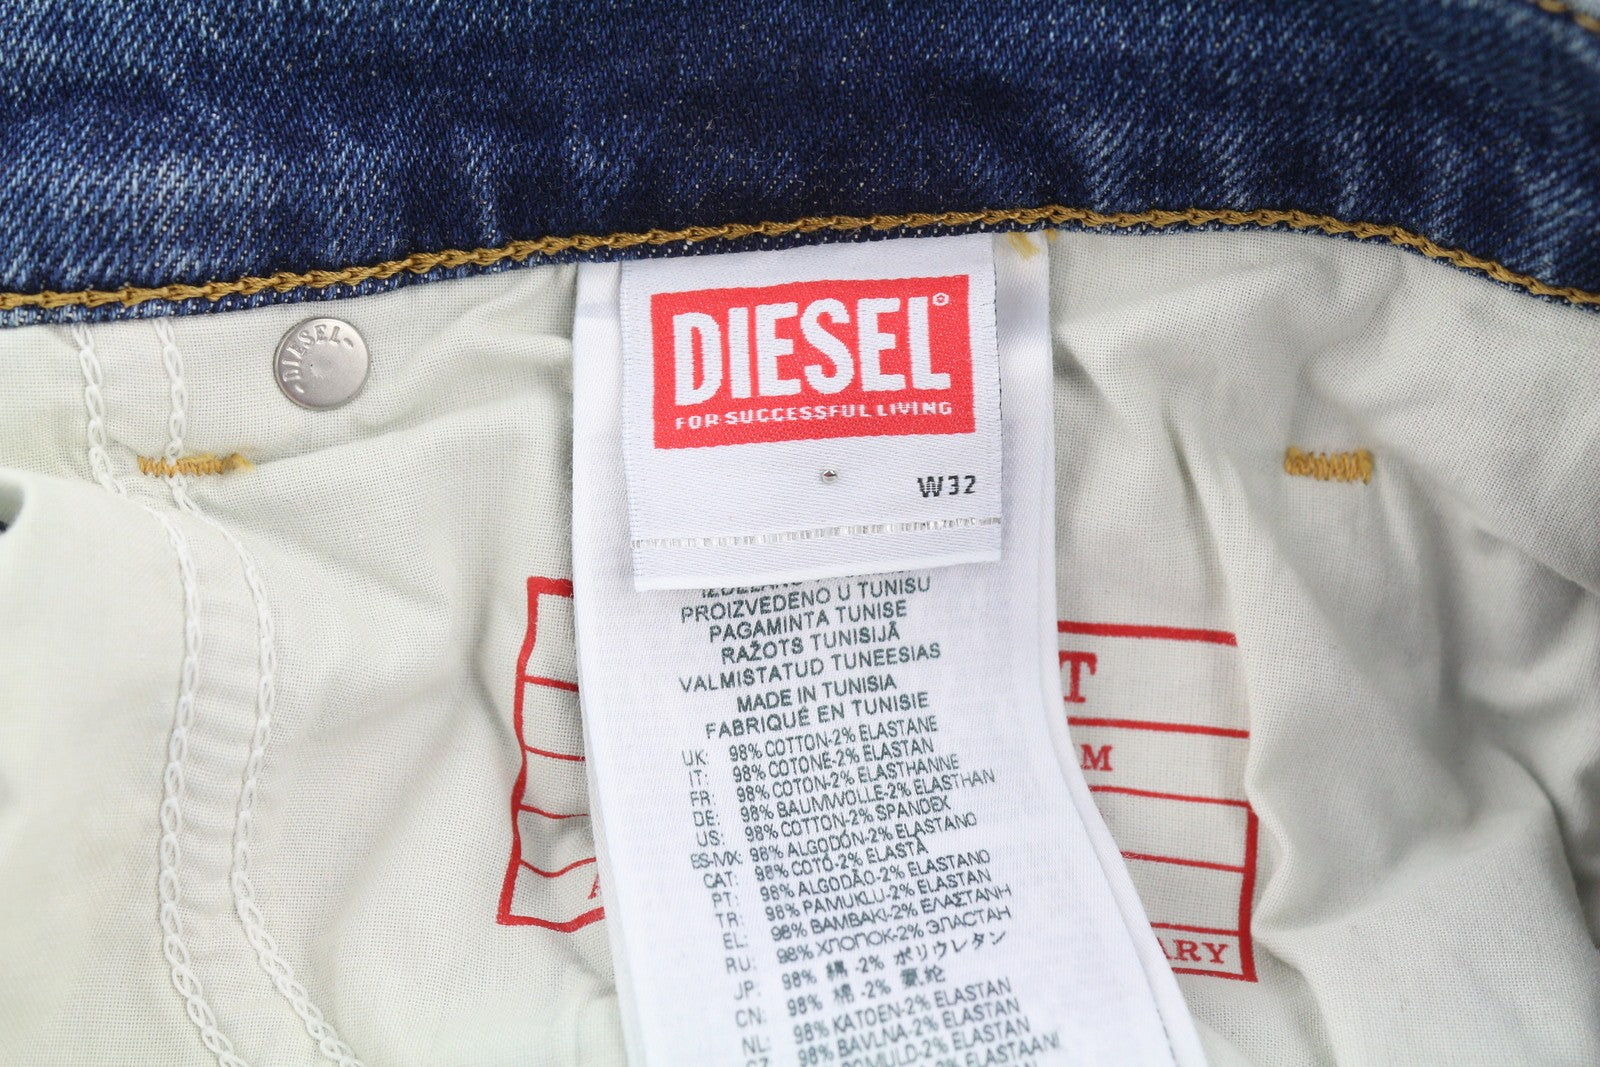 ·DIESEL·
DIESEL
FOR SUCCESSFUL LIVING
W32
PROIZVEDENO U TUNISU
PAGAMINTA TUNISE
RAŽOTS TUNISIJĀ
VALMISTATUD TUNEESIAS
MADE IN TUNISIA
FABRIQUÉ EN TUNISIE
UK: 98% COTTON-2% ELASTANE
IT: 98% COTONE-2% ELASTAN
FR: 98% COTON-2% ELASTHANNE
DE: 98% BAUMWOLLE-2% ELASTHAN
US: 98% COTTON-2% SPANDEX
ES-MX: 98% ALGODÓN-2% ELASTANO
CAT: 98% COTÓ-2% ELASTÀ
PT: 98% ALGODÃO-2% ELASTANO
TR: 98% PAMUKLU-2% ELASTAN
EL: 98% ΒΑΜΒΑΚΙ-2% ΕΛΑΣΤΑΝΗ
RU: 98% ХЛОПОК-2% ЭЛАСТАН
JP: 98% 綿 -2% ポリウレタン
CN: 98% 棉 -2% 氨纶
NL: 98% KATOEN-2% ELASTAN
CZ 98% BAVLNA-2% ELASTAN
98% ELASTAANI
T
M
ARY